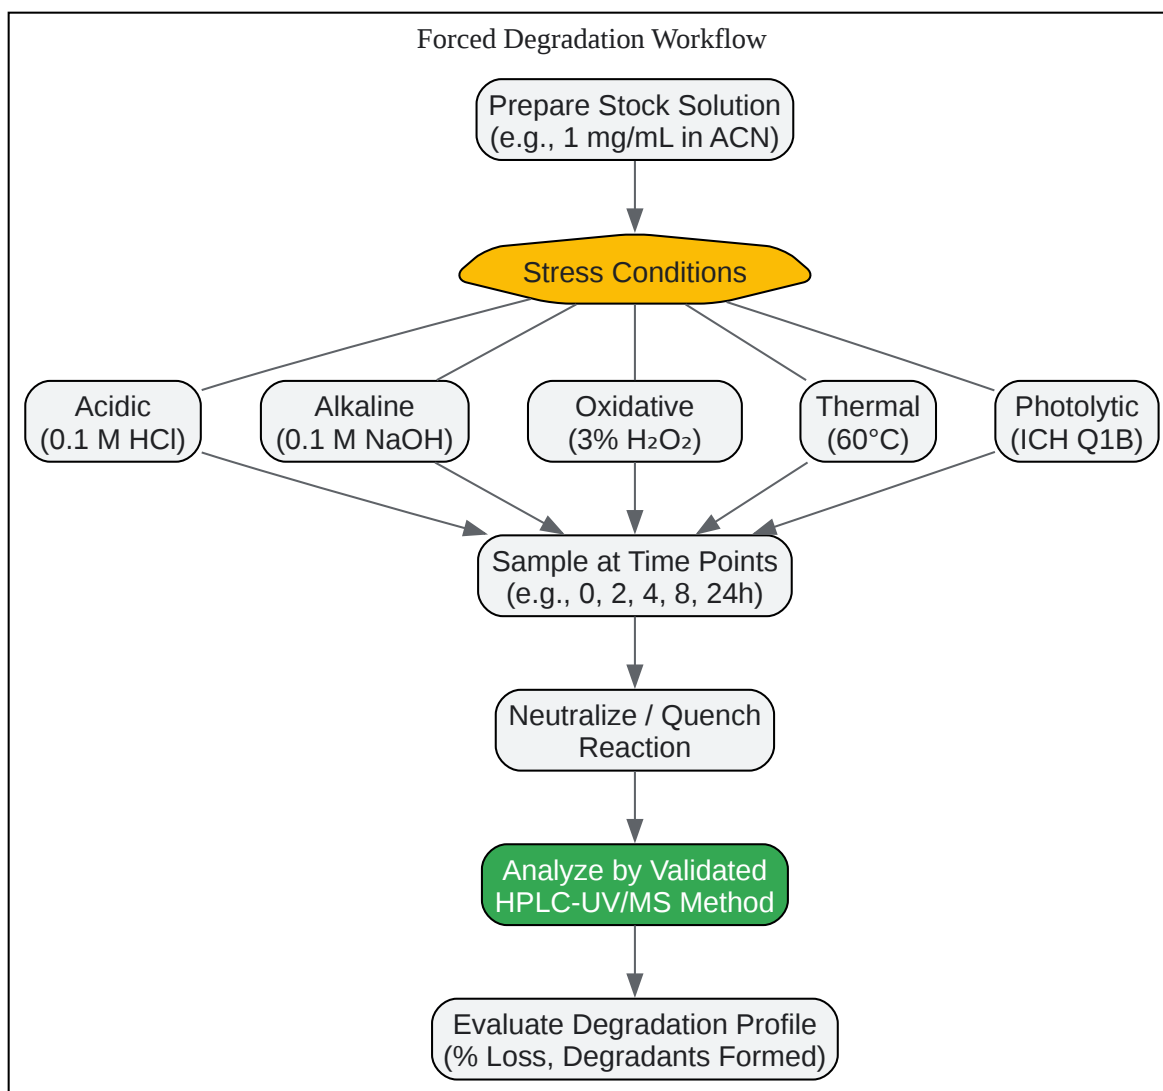 Forced Degradation Workflow
Prepare Stock Solution
(e.g., 1 mg/mL in ACN)
Stress Conditions
Acidic
(0.1 M HCl)
Alkaline
(0.1 M NaOH)
Oxidative
(3% H₂O₂)
Thermal
(60°C)
Photolytic
(ICH Q1B)
Sample at Time Points
(e.g., 0, 2, 4, 8, 24h)
Neutralize / Quench
Reaction
Analyze by Validated
HPLC-UV/MS Method
Evaluate Degradation Profile
(% Loss, Degradants Formed)